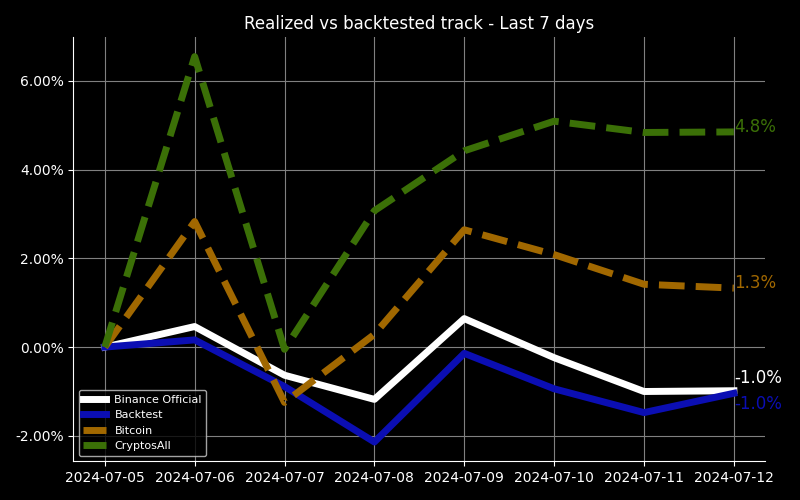 Realized vs backtested track - Last 7 days
6.00%
4.00%
2.00%
0.00%
-2.00%
4.8%
1.3%
-1.0%
-1.0%
Binance Official
Backtest
Bitcoin
CryptosAll
2024-07-05 2024-07-06 2024-07-07 2024-07-08 2024-07-09 2024-07-10 2024-07-11 2024-07-12